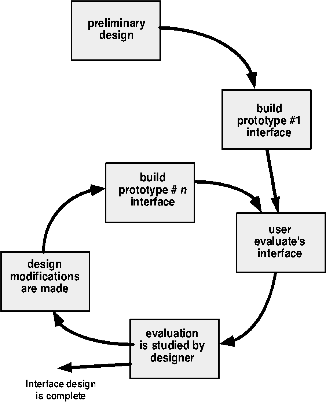 preliminary
design
build
prototype #1
interface
build
prototype # n
interface
user
evaluate's
interface
design
modifications
are made
evaluation
is studied by
designer
Interface design
is complete